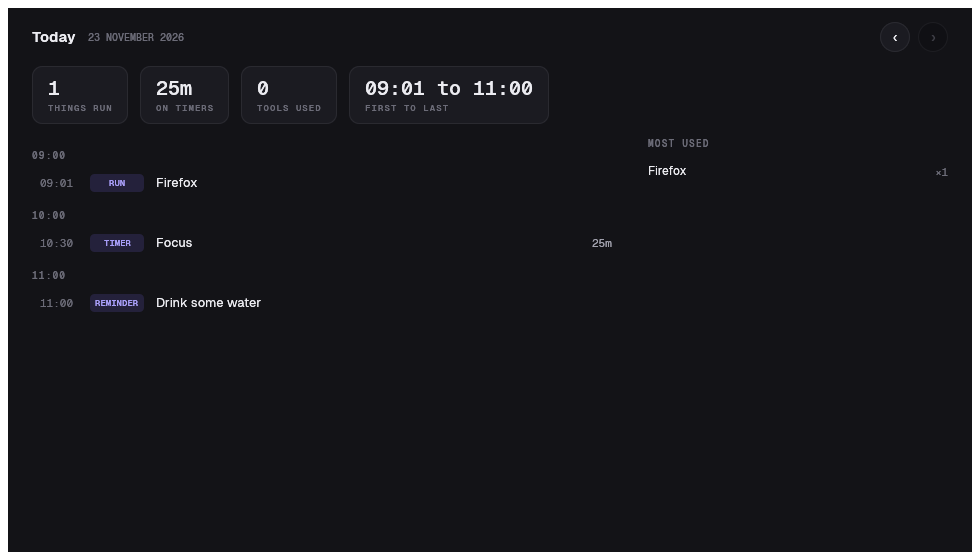 Today 23 NOVEMBER 2026
‹ ›
1
THINGS RUN
25m
ON TIMERS
0
TOOLS USED
09:01 to 11:00
FIRST TO LAST
09:00
09:01 RUN Firefox
10:00
10:30 TIMER Focus 25m
11:00
11:00 REMINDER Drink some water
MOST USED
Firefox ×1